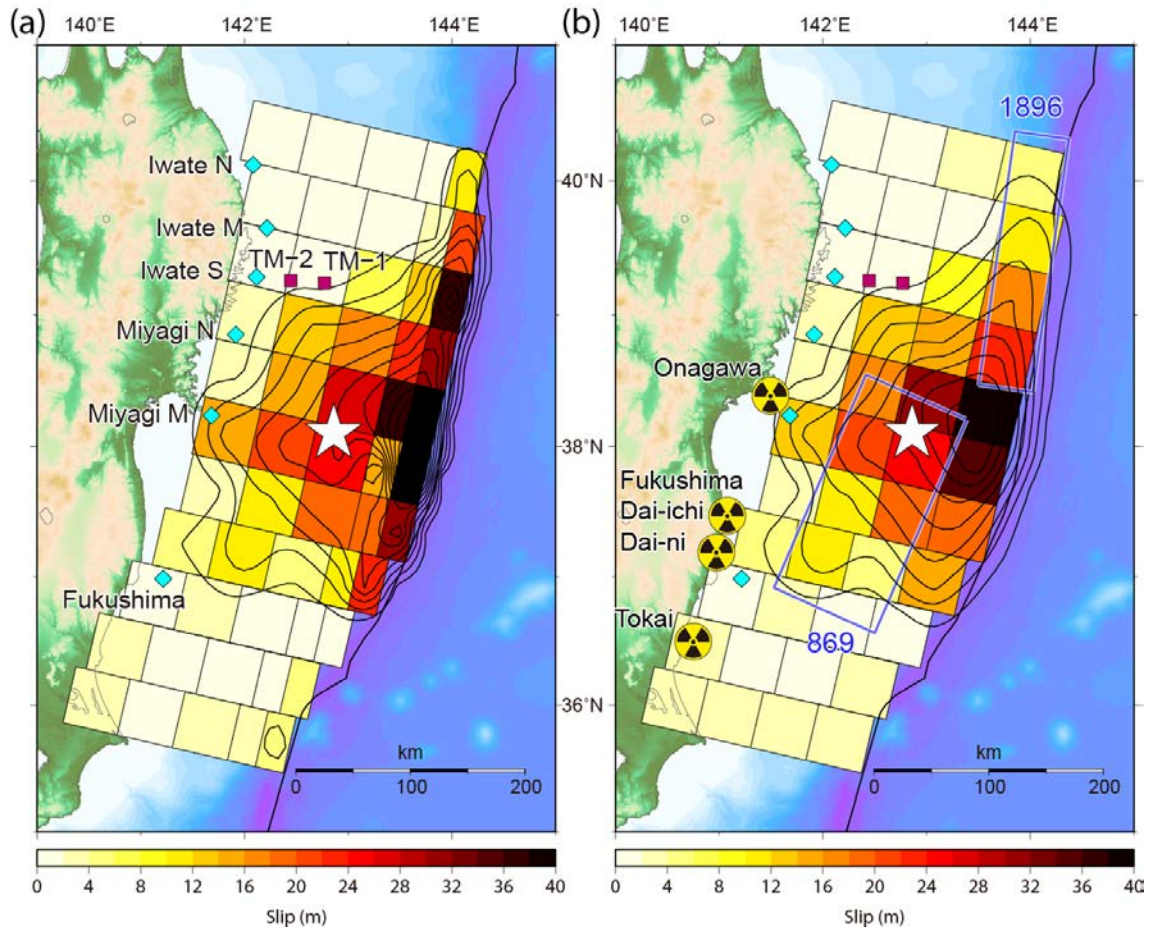 (a)
140°E 142°E 144°E
Iwate N
Iwate M
Iwate S
TM−2 TM−1
Miyagi N
Miyagi M
Fukushima
km
0 100 200
0 4 8 12 16 20 24 28 32 36 40
Slip (m)
40°N
38°N
36°N
(b)
142°E 144°E
1896
Onagawa
Fukushima
Dai-ichi
Dai-ni
Tokai
869
km
0 100 200
0 4 8 12 16 20 24 28 32 36 40
Slip (m)